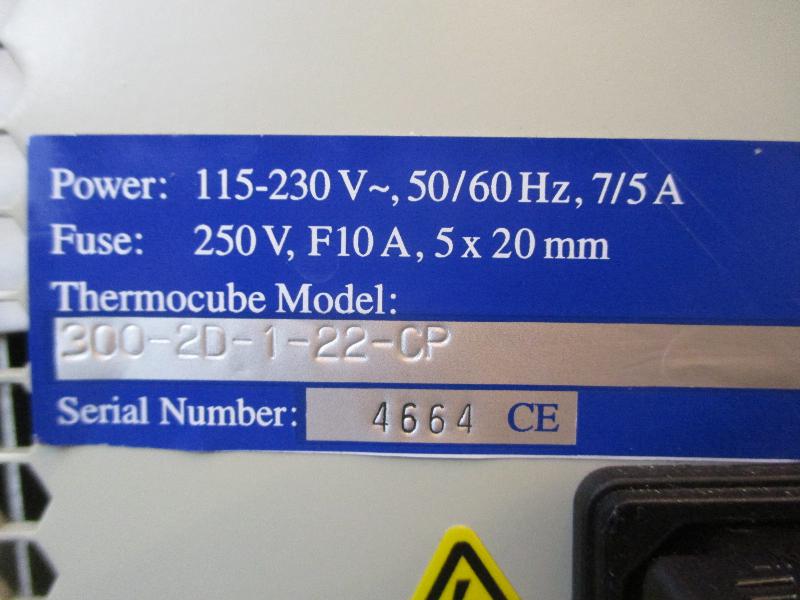 Power: 115-230 V~, 50/60 Hz, 7/5 A
Fuse: 250 V, F10 A, 5 x 20 mm
Thermocube Model:
300-2D-1-22-CP
Serial Number: 4664 CE